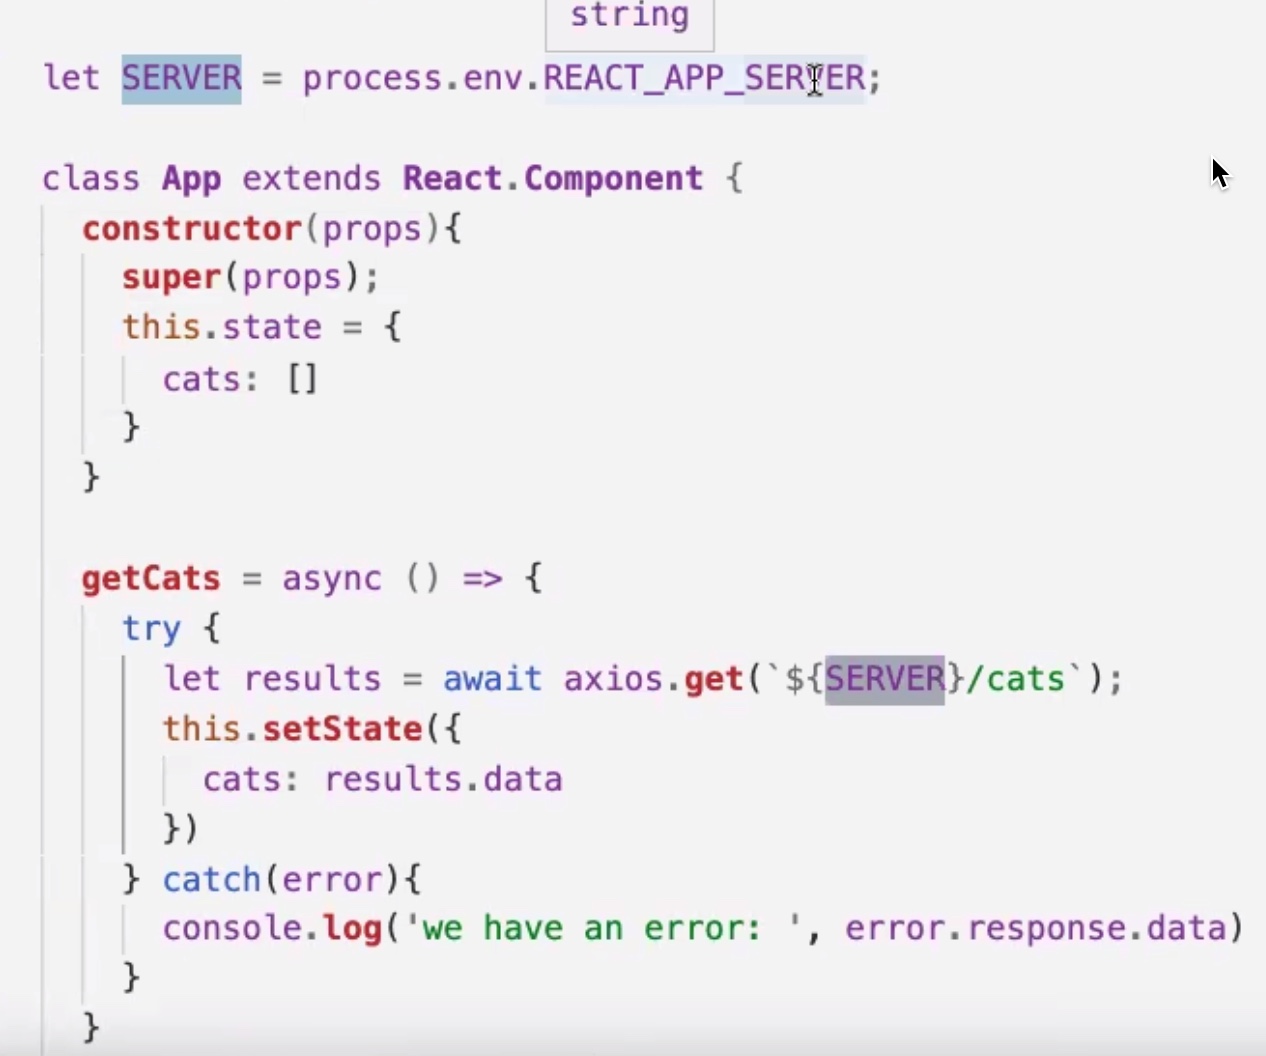 string
let SERVER = process.env.REACT_APP_SERVER;
class App extends React.Component {
constructor(props){
super(props);
this.state = {
cats: []
}
}
getCats = async () => {
try {
let results = await axios.get(`${SERVER}/cats`);
this.setState({
cats: results.data
})
} catch(error){
console.log('we have an error: ', error.response.data)
}
}